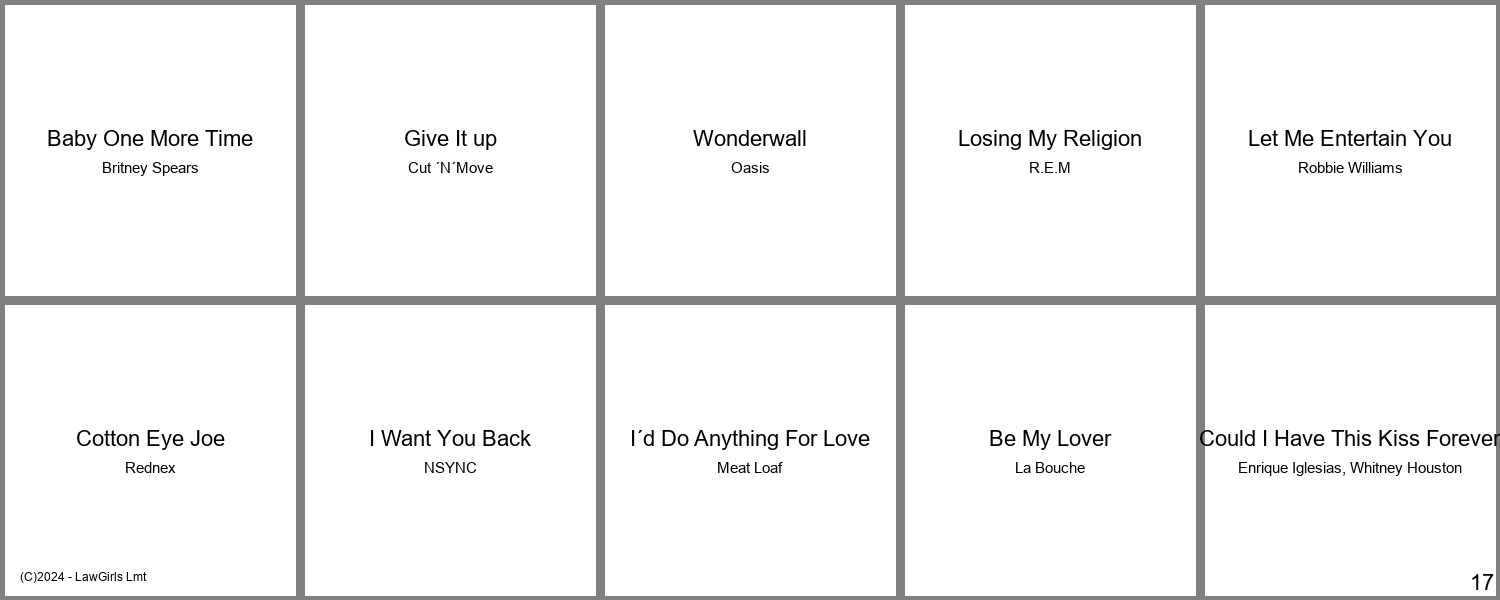 Baby One More Time
Britney Spears
Give It up
Cut ´N´Move
Wonderwall
Oasis
Losing My Religion
R.E.M
Let Me Entertain You
Robbie Williams
Cotton Eye Joe
Rednex
I Want You Back
NSYNC
I´d Do Anything For Love
Meat Loaf
Be My Lover
La Bouche
Could I Have This Kiss Forever
Enrique Iglesias, Whitney Houston
(C)2024 - LawGirls Lmt
17